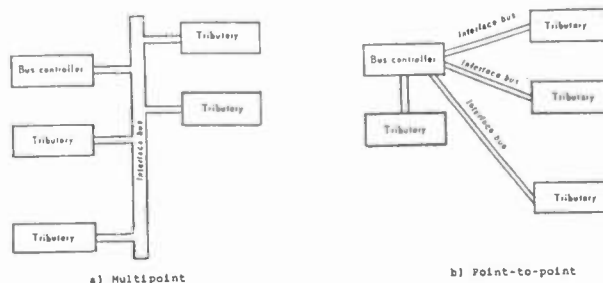 Tributary
Bus controller
Tributary
Tributary
Interface bus
Tributary
a) Multipoint
Interface bus
Tributary
Bus controller
Interface bus
Tributary
Tributary
Interface bus
Tributary
b) Point-to-point